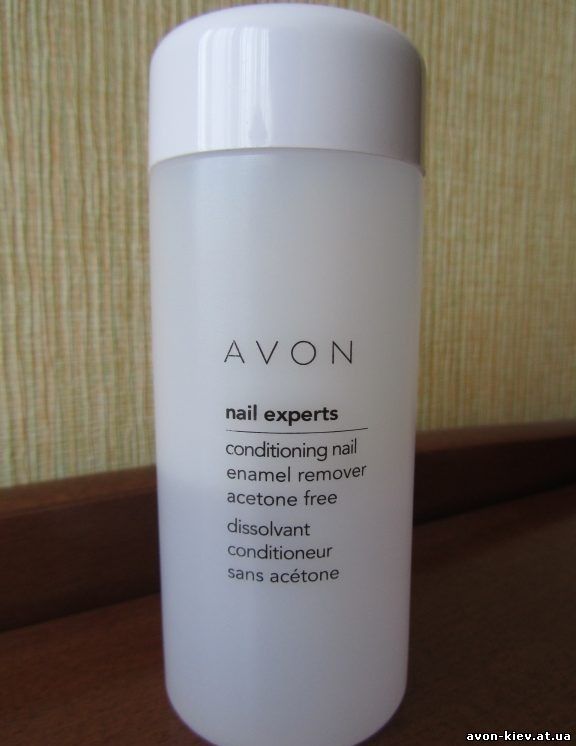 AVON
nail experts
conditioning nail
enamel remover
acetone free
dissolvant
conditioneur
sans acétone
avon-kiev.at.ua